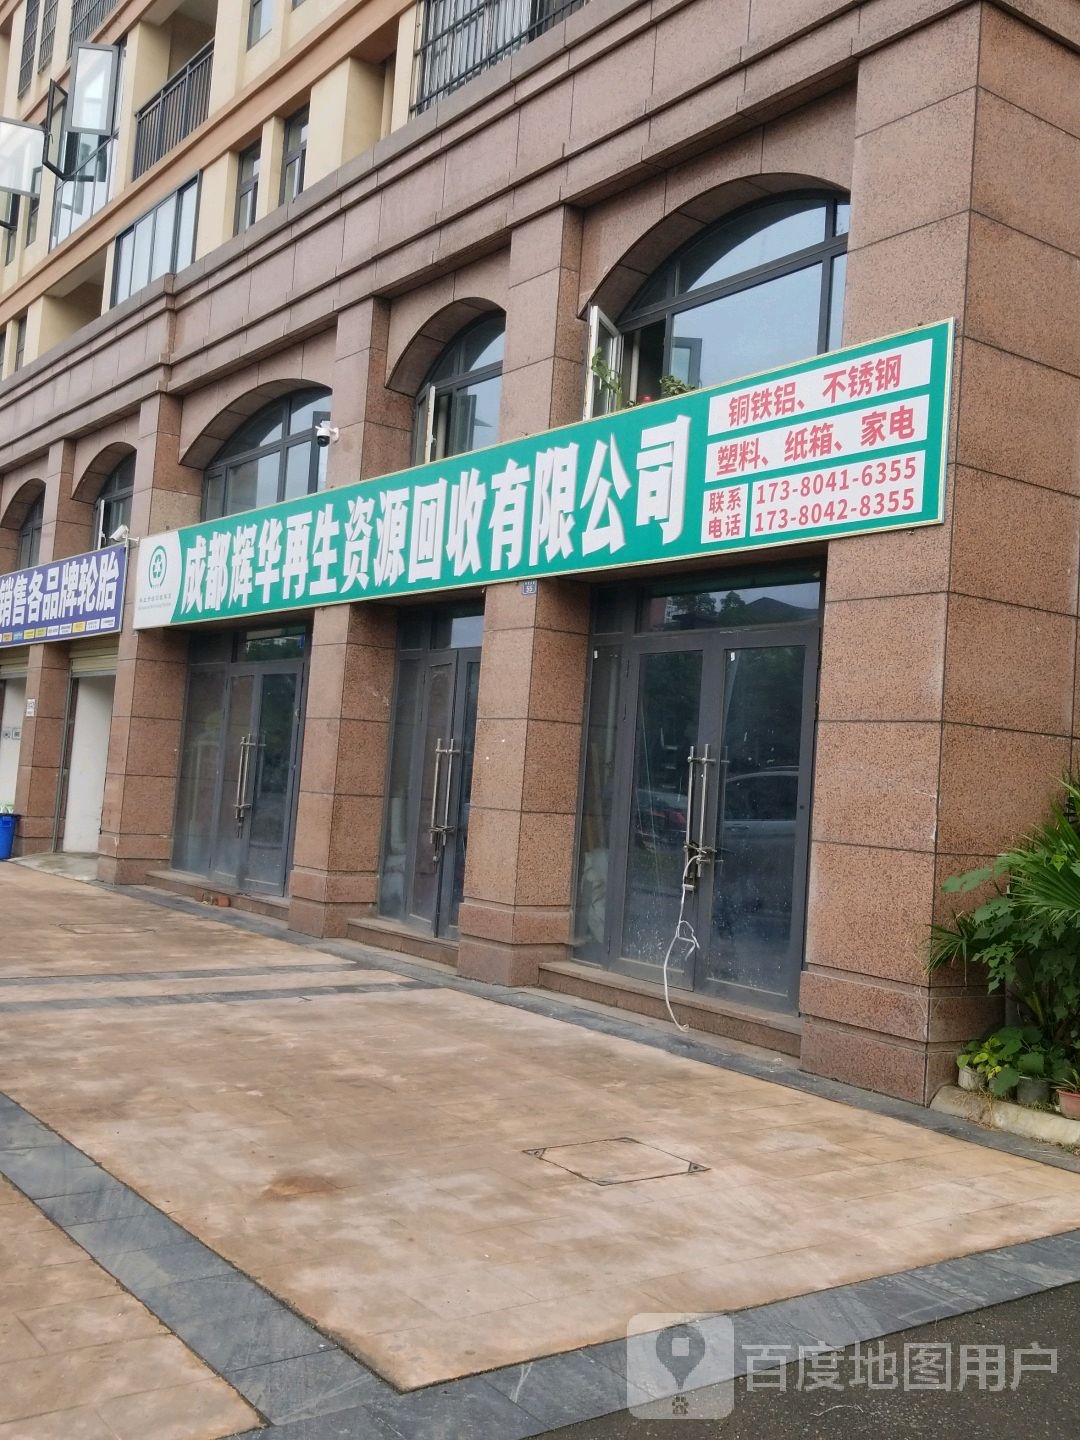 铜铁铝、不锈钢
塑料、纸箱、家电
联系电话
173-8041-6355
173-8042-8355
成都辉华再生资源回收有限公司
销售各品牌轮胎
55
百度地图用户